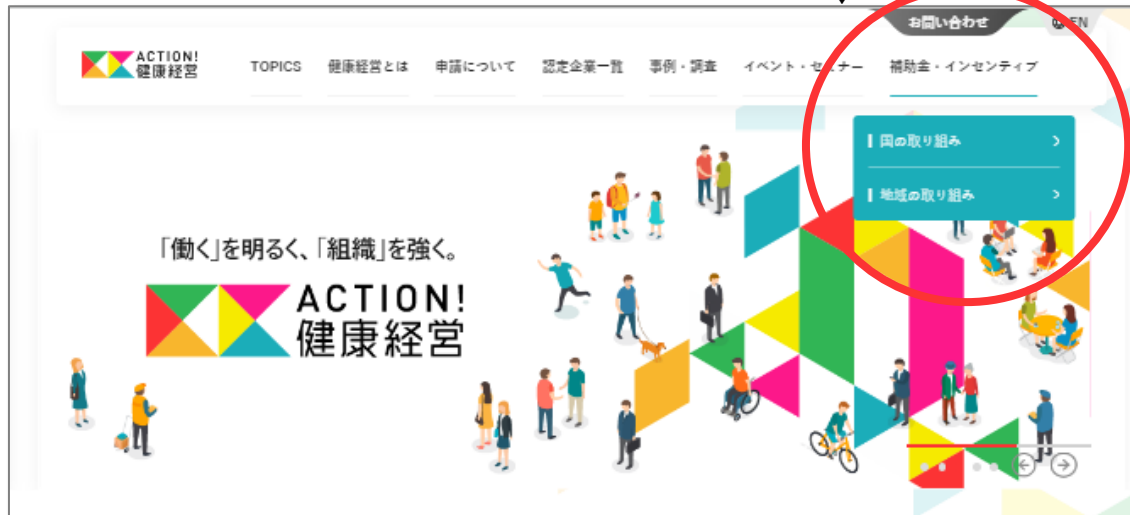 お問い合わせ
EN
ACTION!
健康経営
TOPICS 健康経営とは 申請について 認定企業一覧 事例・調査 イベント・セミナー 補助金・インセンティブ
国の取り組み
地域の取り組み
「働く」を明るく、「組織」を強く。
ACTION!
健康経営